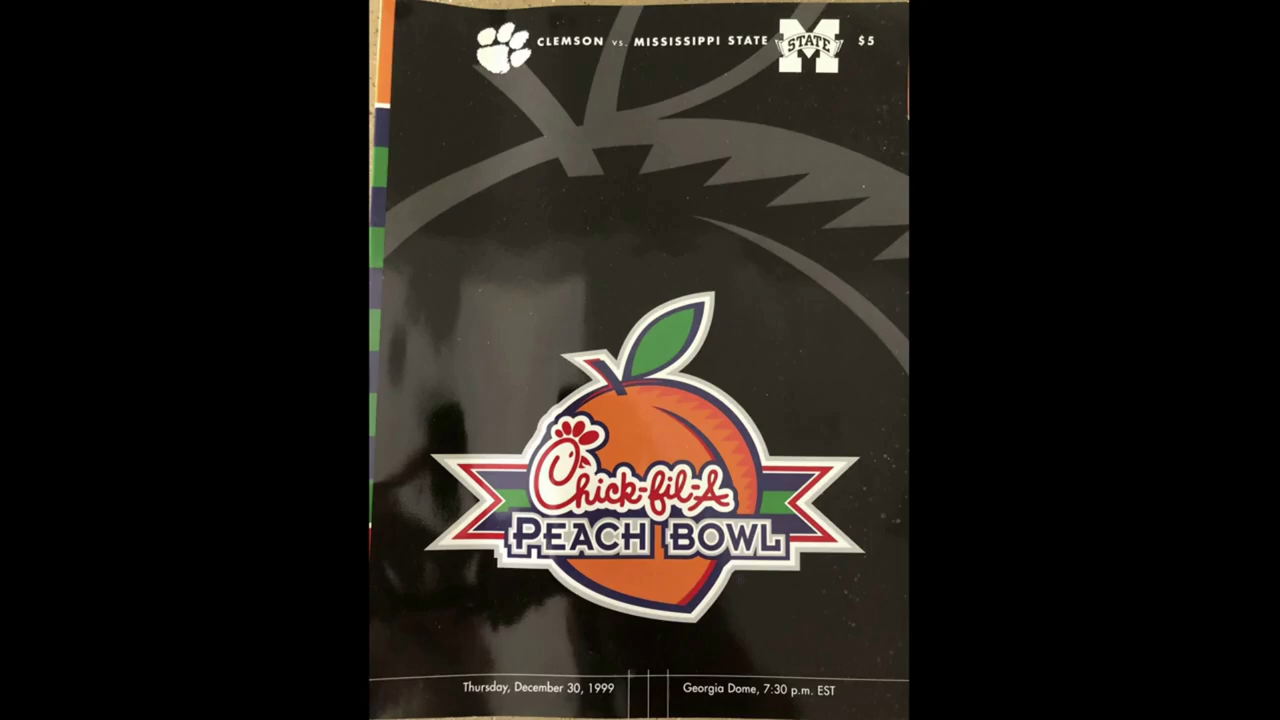 CLEMSON VS. MISSISSIPPI STATE M STATE $5
Chick-fil-A
PEACH BOWL
Thursday, December 30, 1999
Georgia Dome, 7:30 p.m. EST